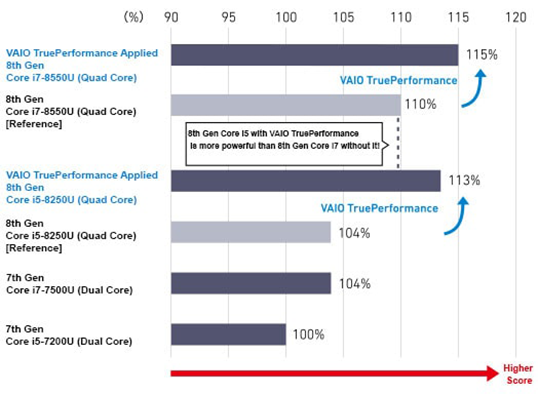 (%) 90 95 100 105 110 115 120
VAIO TruePerformance Applied
8th Gen
Core i7-8550U (Quad Core)
115%
VAIO TruePerformance
8th Gen
Core i7-8550U (Quad Core)
[Reference]
110%
8th Gen Core I5 with VAIO TruePerformance
Is more powerful than 8th Gen Core i7 without It!
VAIO TruePerformance Applied
8th Gen
Core i5-8250U (Quad Core)
113%
VAIO TruePerformance
8th Gen
Core i5-8250U (Quad Core)
[Reference]
104%
7th Gen
Core i7-7500U (Dual Core)
104%
7th Gen
Core i5-7200U (Dual Core)
100%
Higher
Score